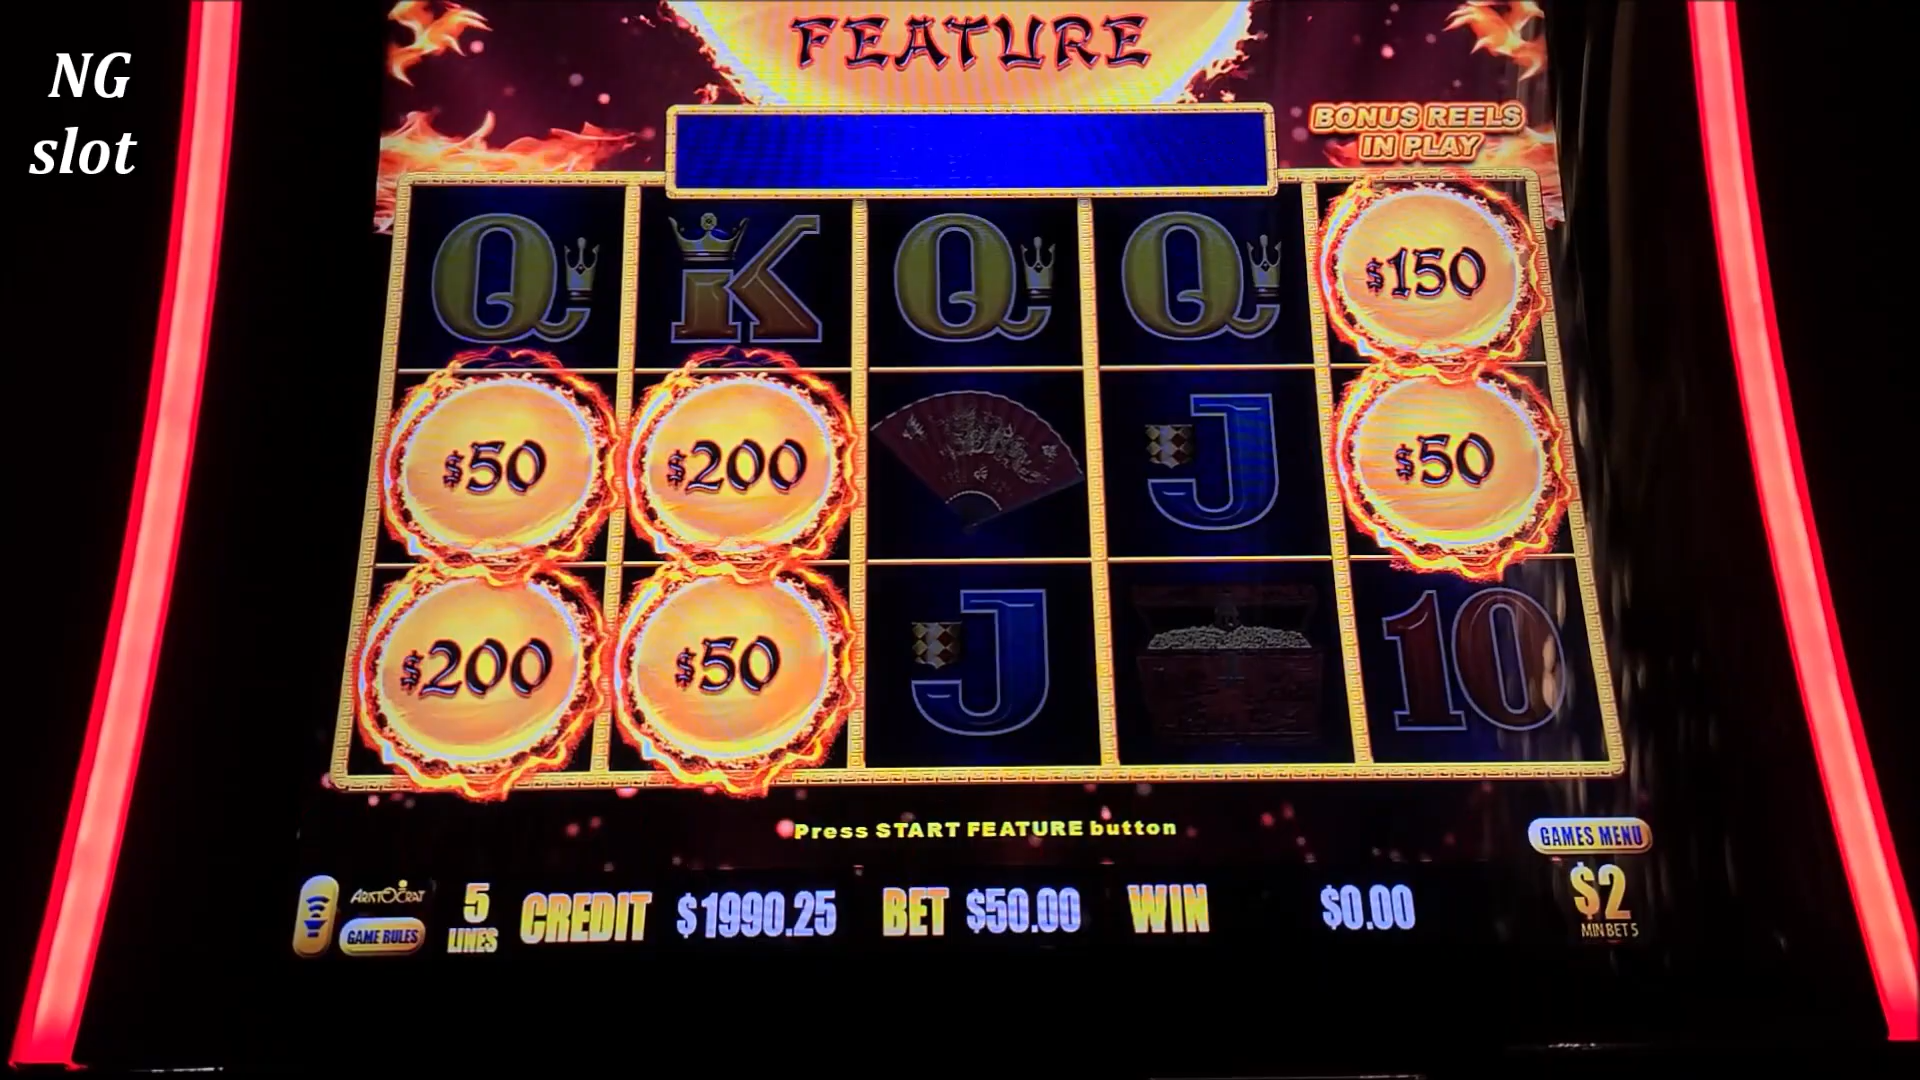 NG
slot
FEATURE
BONUS REELS
IN PLAY
Q K Q Q $150
$50 $200 J $50
$200 $50 J 10
Press START FEATURE button
GAMES MENU
ARISTOCRAT
GAME RULES
5
LINES
CREDIT $1990.25 BET $50.00 WIN $0.00
$2
MIN BET 5